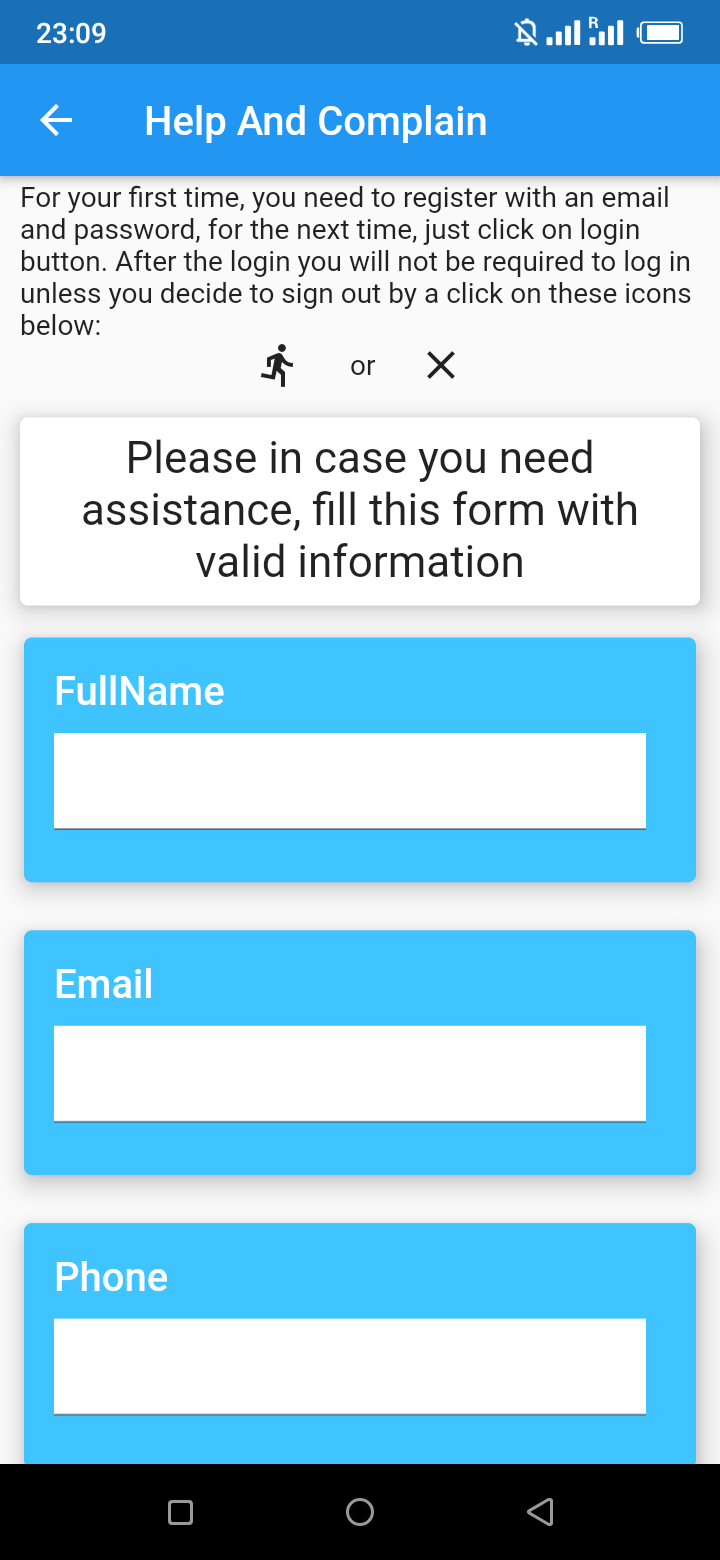 23:09
R
Help And Complain
For your first time, you need to register with an email
and password, for the next time, just click on login
button. After the login you will not be required to log in
unless you decide to sign out by a click on these icons
below:
or
Please in case you need
assistance, fill this form with
valid information
FullName
Email
Phone